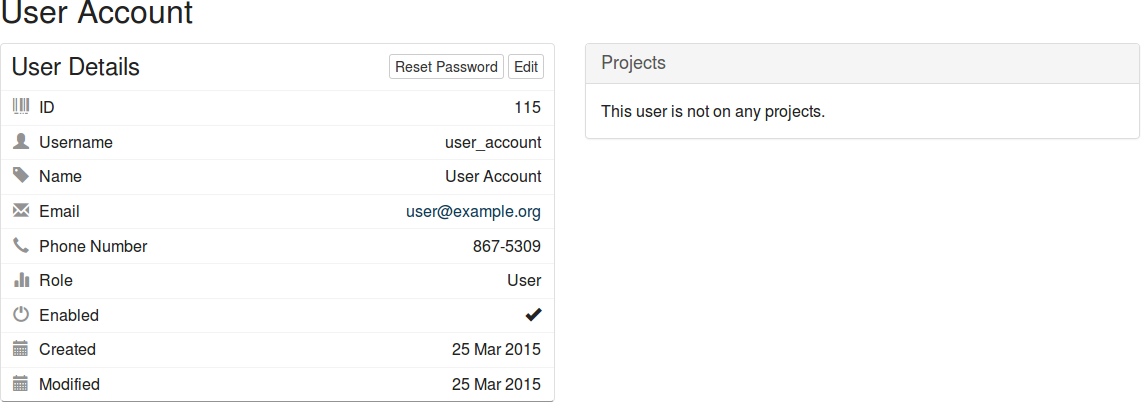 User Account
User Details
Reset Password
Edit
ID 115
Username user_account
Name User Account
Email user@example.org
Phone Number 867-5309
Role User
Enabled
Created 25 Mar 2015
Modified 25 Mar 2015
Projects
This user is not on any projects.